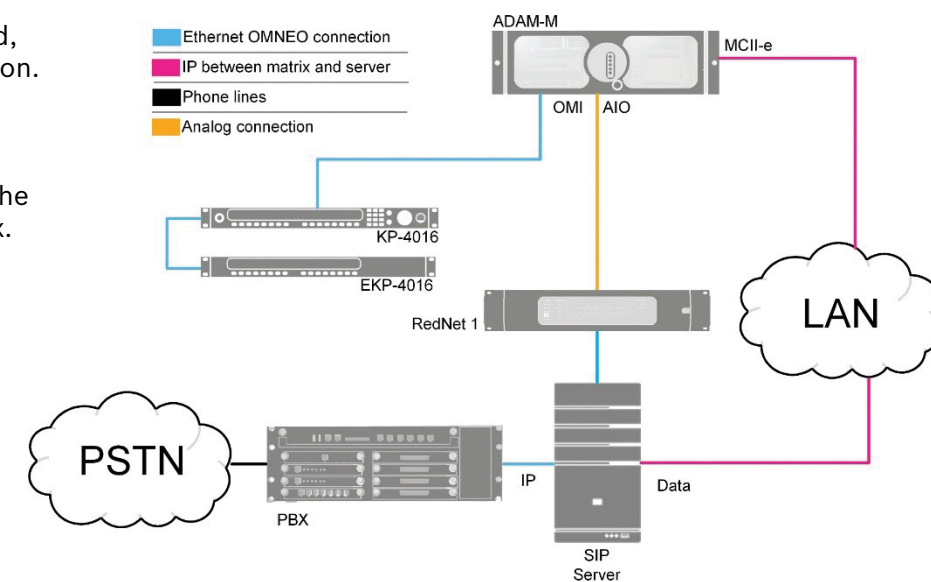 d,
on.
he
x.
Ethernet OMNEO connection
IP between matrix and server
Phone lines
Analog connection
ADAM-M
MCII-e
OMI
AIO
KP-4016
EKP-4016
RedNet 1
LAN
PSTN
PBX
IP
Data
SIP
Server